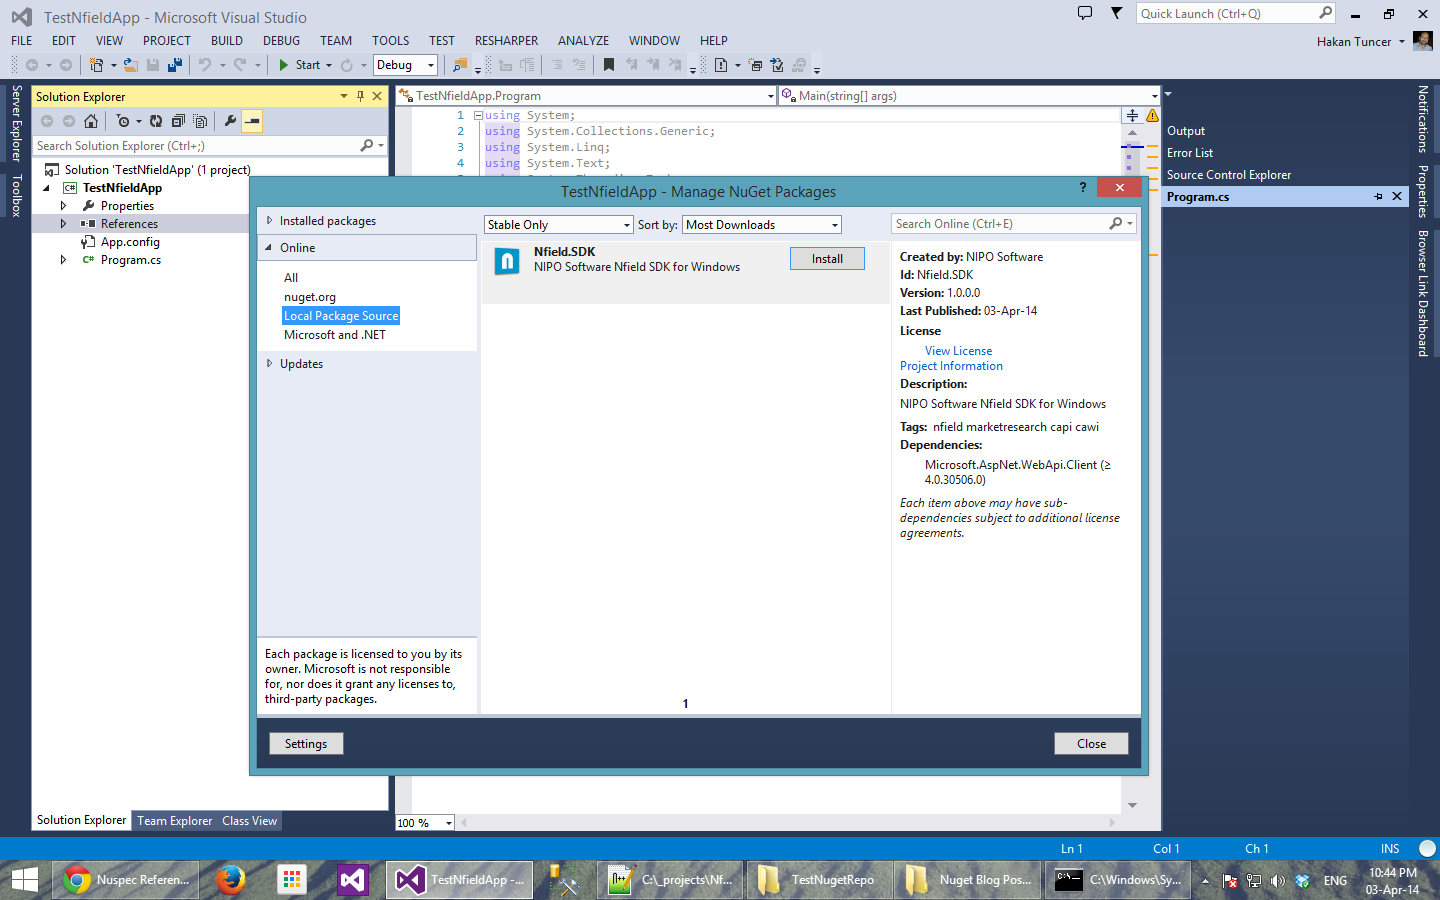 TestNfieldApp - Microsoft Visual Studio
Quick Launch (Ctrl+Q)
FILE EDIT VIEW PROJECT BUILD DEBUG TEAM TOOLS TEST RESHARPER ANALYZE WINDOW HELP
Hakan Tuncer
Start Debug
Server Explorer
Toolbox
Solution Explorer
Search Solution Explorer (Ctrl+;)
Solution 'TestNfieldApp' (1 project)
TestNfieldApp
Properties
References
App.config
Program.cs
TestNfieldApp.Program
Main(string[] args)
1 using System;
2 using System.Collections.Generic;
3 using System.Linq;
4 using System.Text;
Output
Error List
Source Control Explorer
Program.cs
Notifications
Properties
Browser Link Dashboard
TestNfieldApp - Manage NuGet Packages
?
Installed packages
Online
All
nuget.org
Local Package Source
Microsoft and .NET
Updates
Each package is licensed to you by its
owner. Microsoft is not responsible
for, nor does it grant any licenses to,
third-party packages.
Stable Only Sort by: Most Downloads
Nfield.SDK
NIPO Software Nfield SDK for Windows
Install
1
Search Online (Ctrl+E)
Created by: NIPO Software
Id: Nfield.SDK
Version: 1.0.0.0
Last Published: 03-Apr-14
License
View License
Project Information
Description:
NIPO Software Nfield SDK for Windows
Tags: nfield marketresearch capi cawi
Dependencies:
Microsoft.AspNet.WebApi.Client (≥
4.0.30506.0)
Each item above may have sub-
dependencies subject to additional license
agreements.
Settings
Close
Solution Explorer Team Explorer Class View
100 %
Ln 1 Col 1 Ch 1 INS
Nuspec Referen...
TestNfieldApp -...
C:\_projects\Nf...
TestNugetRepo
Nuget Blog Pos...
C:\Windows\Sy...
ENG
10:44 PM
03-Apr-14